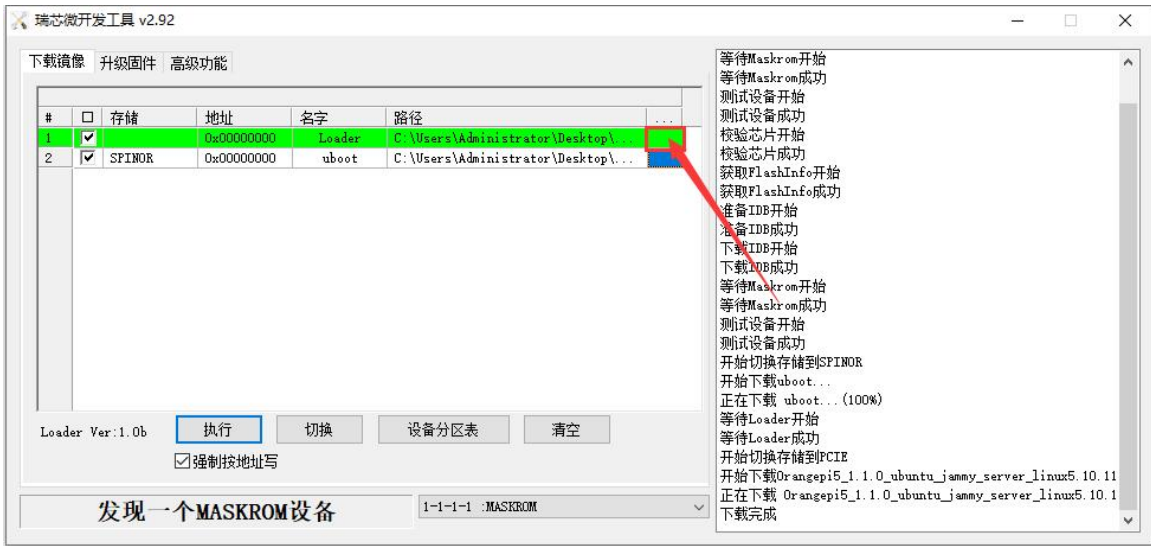 瑞芯微开发工具 v2.92
下载镜像 升级固件 高级功能
# 存储 地址 名字 路径 ...
1 0x00000000 Loader C:\Users\Administrator\Desktop\...
2 SPINOR 0x00000000 uboot C:\Users\Administrator\Desktop\...
Loader Ver:1.0b 执行 切换 设备分区表 清空
强制按地址写
发现一个MASKROM设备 1-1-1-1 :MASKROM
等待Maskrom开始
等待Maskrom成功
测试设备开始
测试设备成功
校验芯片开始
校验芯片成功
获取FlashInfo开始
获取FlashInfo成功
准备IDB开始
准备IDB成功
下载IDB开始
下载IDB成功
等待Maskrom开始
等待Maskrom成功
测试设备开始
测试设备成功
开始切换存储到SPINOR
开始下载uboot...
正在下载 uboot...(100%)
等待Loader开始
等待Loader成功
开始切换存储到PCIE
开始下载Orangepi5_1.1.0_ubuntu_jammy_server_linux5.10.11
正在下载 Orangepi5_1.1.0_ubuntu_jammy_server_linux5.10.1
下载完成